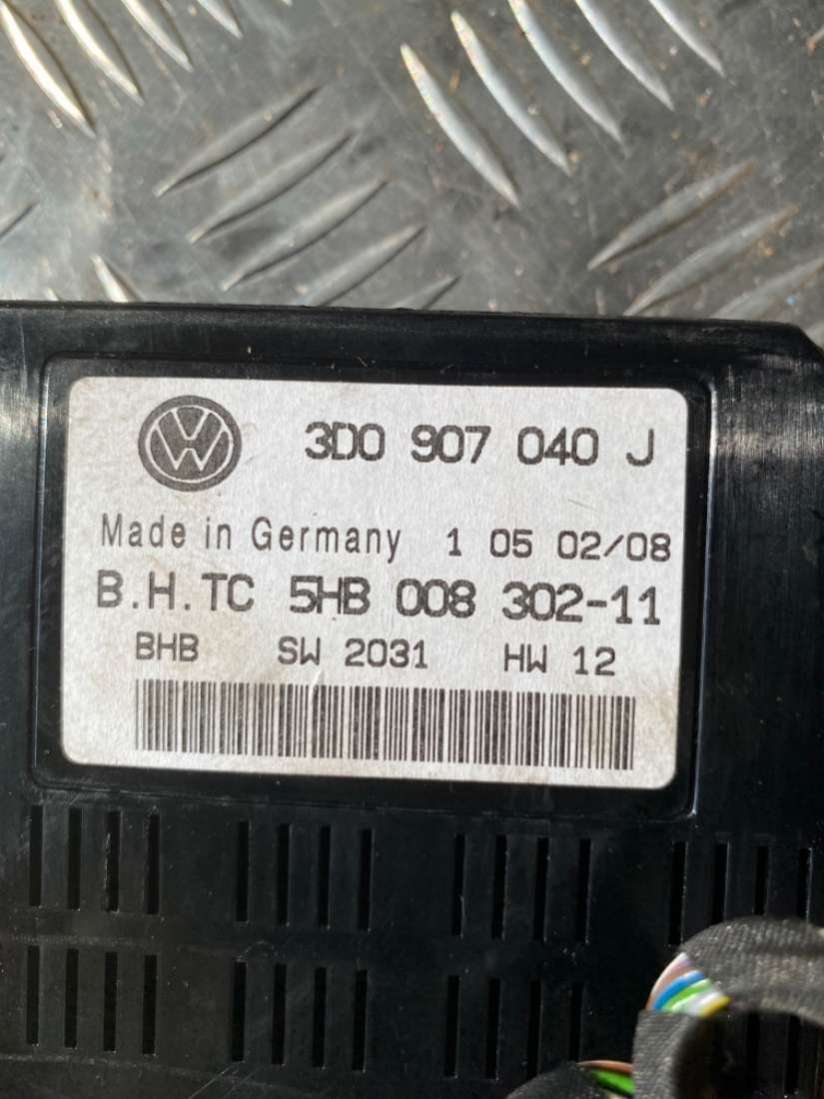 3D0 907 040 J
Made in Germany 1 05 02/08
B.H.TC 5HB 008 302-11
BHB SW 2031 HW 12